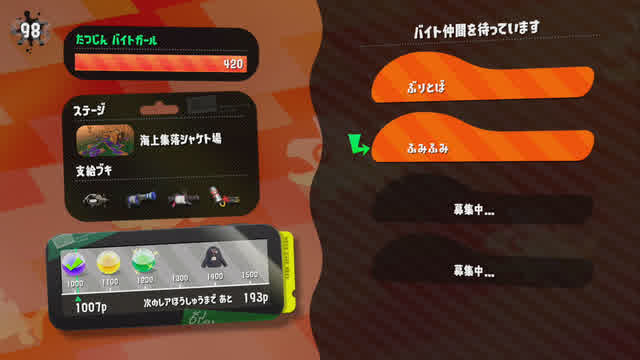 98
たつじん バイトガール
420
ステージ
海上集落シャケト場
支給ブキ
1000 1100 1200 1300 1400 1500
1007p 次のレアほうしゅうまで あと 193p
バイト仲間を待っています
ぶりとば
ふみふみ
募集中...
募集中...